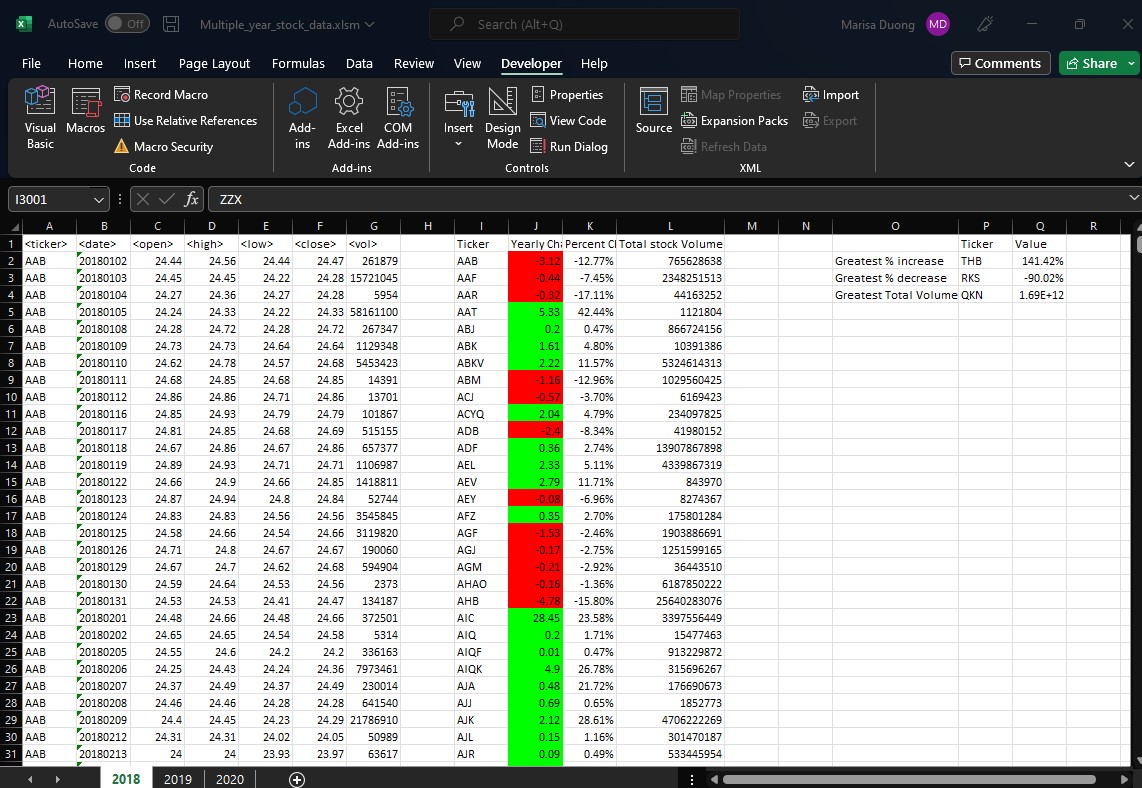 AutoSave Off Multiple_year_stock_data.xlsm Search (Alt+Q) Marisa Duong MD
File Home Insert Page Layout Formulas Data Review View Developer Help Comments Share
Visual Basic
Macros
Record Macro
Use Relative References
Macro Security
Code
Add-ins
Excel Add-ins
COM Add-ins
Add-ins
Insert
Design Mode
Properties
View Code
Run Dialog
Controls
Source
Map Properties
Expansion Packs
Refresh Data
Import
Export
XML
I3001 fx ZZX
A B C D E F G H I J K L M N O P Q R
1 <ticker> <date> <open> <high> <low> <close> <vol> Ticker Yearly Cha Percent Cl Total stock Volume Ticker Value
2 AAB 20180102 24.44 24.56 24.44 24.47 261879 AAB -3.12 -12.77% 765628638 Greatest % increase THB 141.42%
3 AAB 20180103 24.45 24.45 24.22 24.28 15721045 AAF -0.44 -7.45% 2348251513 Greatest % decrease RKS -90.02%
4 AAB 20180104 24.27 24.36 24.27 24.28 5954 AAR -0.32 -17.11% 44163252 Greatest Total Volume QKN 1.69E+12
5 AAB 20180105 24.24 24.33 24.22 24.33 58161100 AAT 5.33 42.44% 1121804
6 AAB 20180108 24.28 24.72 24.28 24.72 267347 ABJ 0.2 0.47% 866724156
7 AAB 20180109 24.73 24.73 24.64 24.64 1129348 ABK 1.61 4.80% 10391386
8 AAB 20180110 24.62 24.78 24.57 24.68 5453423 ABKV 2.22 11.57% 5324614313
9 AAB 20180111 24.68 24.85 24.68 24.85 14391 ABM -1.16 -12.96% 1029560425
10 AAB 20180112 24.86 24.86 24.71 24.86 13701 ACJ -0.57 -3.70% 6169423
11 AAB 20180116 24.85 24.93 24.79 24.79 101867 ACYQ 2.04 4.79% 234097825
12 AAB 20180117 24.81 24.85 24.68 24.69 515155 ADB -2.4 -8.34% 41980152
13 AAB 20180118 24.67 24.86 24.67 24.86 657377 ADF 0.36 2.74% 13907867898
14 AAB 20180119 24.89 24.93 24.71 24.71 1106987 AEL 2.33 5.11% 4339867319
15 AAB 20180122 24.66 24.9 24.66 24.85 1418811 AEV 2.79 11.71% 843970
16 AAB 20180123 24.87 24.94 24.8 24.84 52744 AEY -0.08 -6.96% 8274367
17 AAB 20180124 24.83 24.83 24.56 24.56 3545845 AFZ 0.35 2.70% 175801284
18 AAB 20180125 24.58 24.66 24.54 24.66 3119820 AGF -1.53 -2.46% 1903886691
19 AAB 20180126 24.71 24.8 24.67 24.67 190060 AGJ -0.17 -2.75% 1251599165
20 AAB 20180129 24.67 24.7 24.62 24.68 594904 AGM -0.21 -2.92% 36443510
21 AAB 20180130 24.59 24.64 24.53 24.56 2373 AHAO -0.16 -1.36% 6187850222
22 AAB 20180131 24.53 24.53 24.41 24.47 134187 AHB -4.78 -15.80% 25640283076
23 AAB 20180201 24.48 24.66 24.48 24.66 372501 AIC 28.45 23.58% 3397556449
24 AAB 20180202 24.65 24.65 24.54 24.58 5314 AIQ 0.2 1.71% 15477463
25 AAB 20180205 24.55 24.6 24.2 24.2 336163 AIQF 0.01 0.47% 913229872
26 AAB 20180206 24.25 24.43 24.24 24.36 7973461 AIQK 4.9 26.78% 315696267
27 AAB 20180207 24.37 24.49 24.37 24.49 230014 AJA 0.48 21.72% 176690673
28 AAB 20180208 24.46 24.46 24.28 24.28 641540 AJJ 0.69 0.65% 1852773
29 AAB 20180209 24.4 24.45 24.23 24.29 21786910 AJK 2.12 28.61% 4706222269
30 AAB 20180212 24.31 24.31 24.02 24.05 50989 AJL 0.15 1.16% 301470187
31 AAB 20180213 24 24 23.93 23.97 63617 AJR 0.09 0.49% 533445954
2018 2019 2020